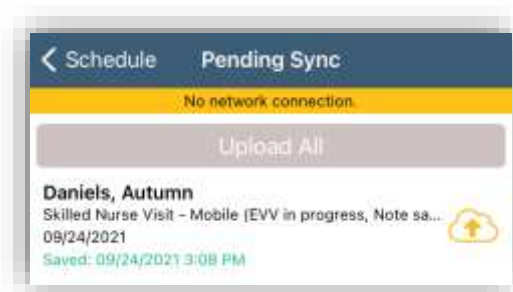 Schedule
Pending Sync
No network connection.
Upload All
Daniels, Autumn
Skilled Nurse Visit – Mobile (EVV in progress, Note sa...
09/24/2021
Saved: 09/24/2021 3:08 PM